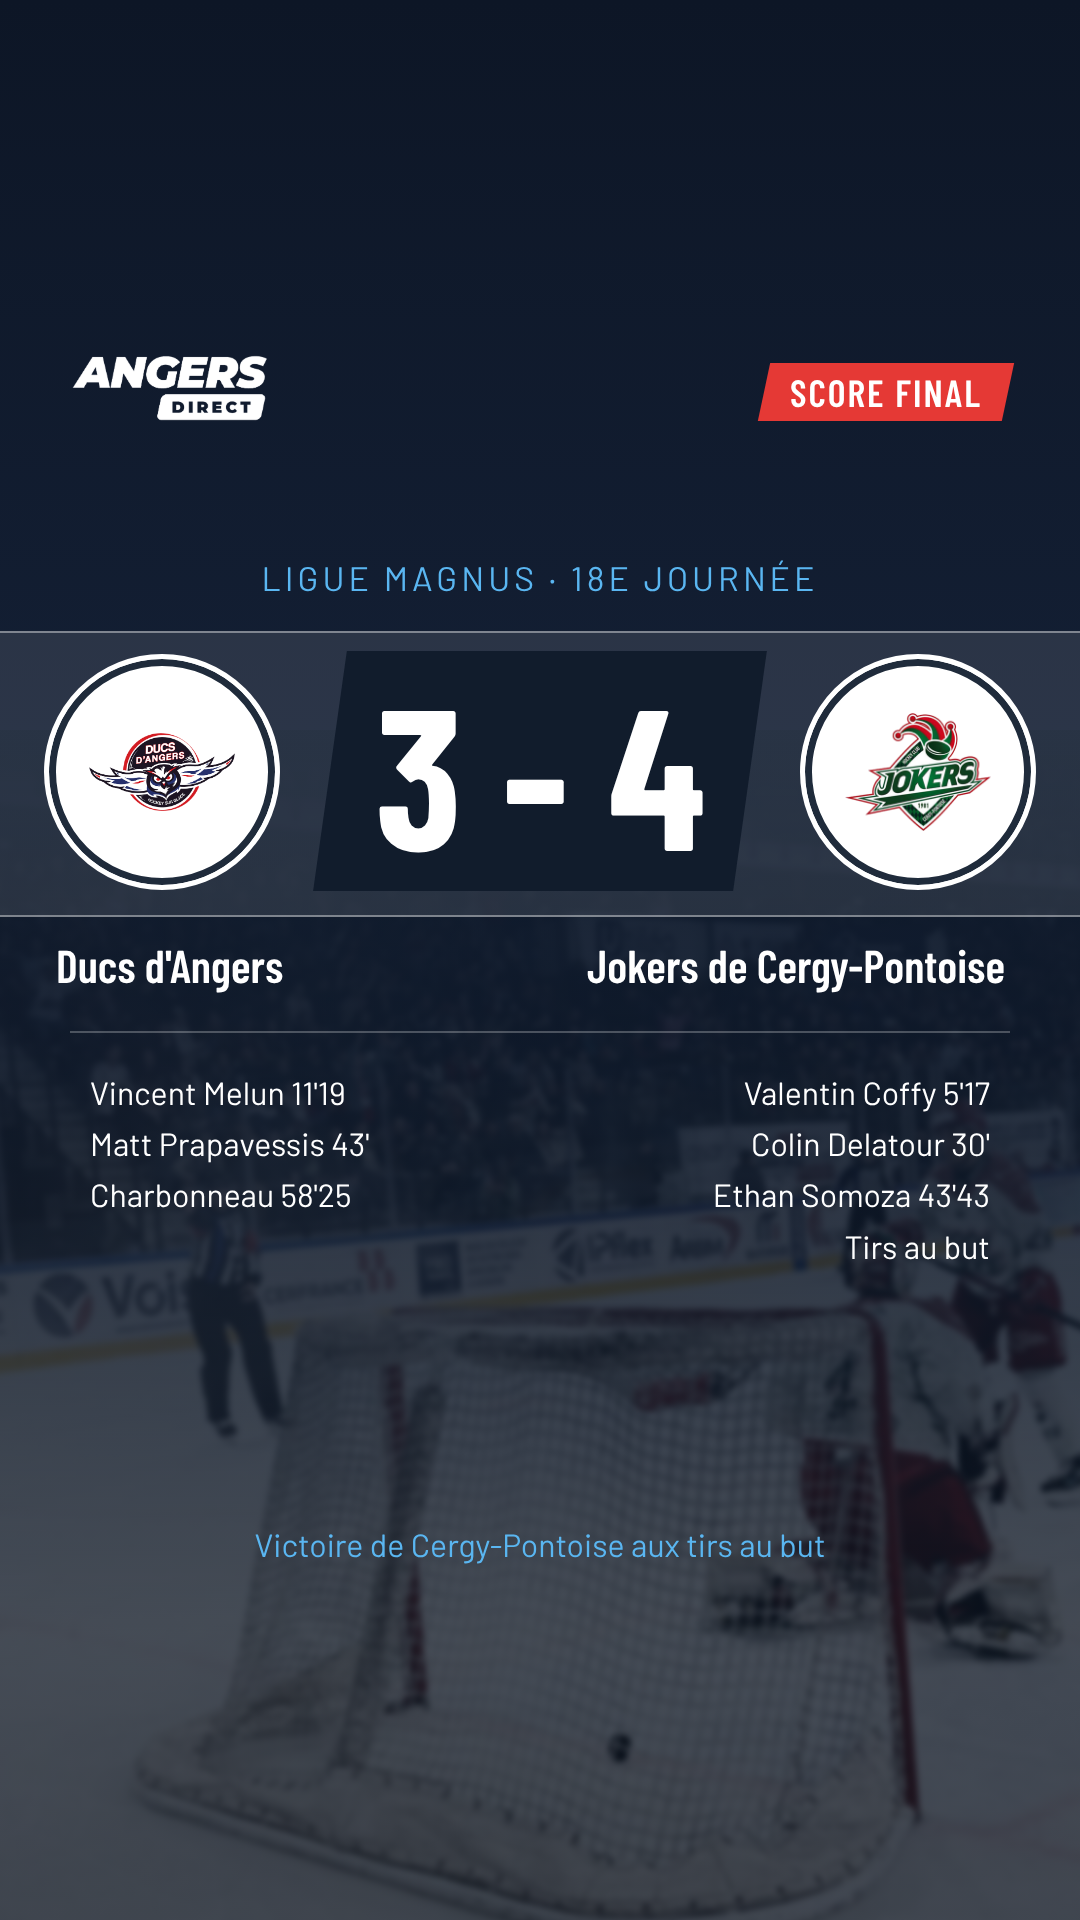 ANGERS
DIRECT
SCORE FINAL
LIGUE MAGNUS · 18E JOURNÉE
DUCS
D'ANGERS
3 - 4
JOKERS
1981
Ducs d'Angers
Jokers de Cergy-Pontoise
Vincent Melun 11'19
Matt Prapavessis 43'
Charbonneau 58'25
Valentin Coffy 5'17
Colin Delatour 30'
Ethan Somoza 43'43
Tirs au but
Victoire de Cergy-Pontoise aux tirs au but